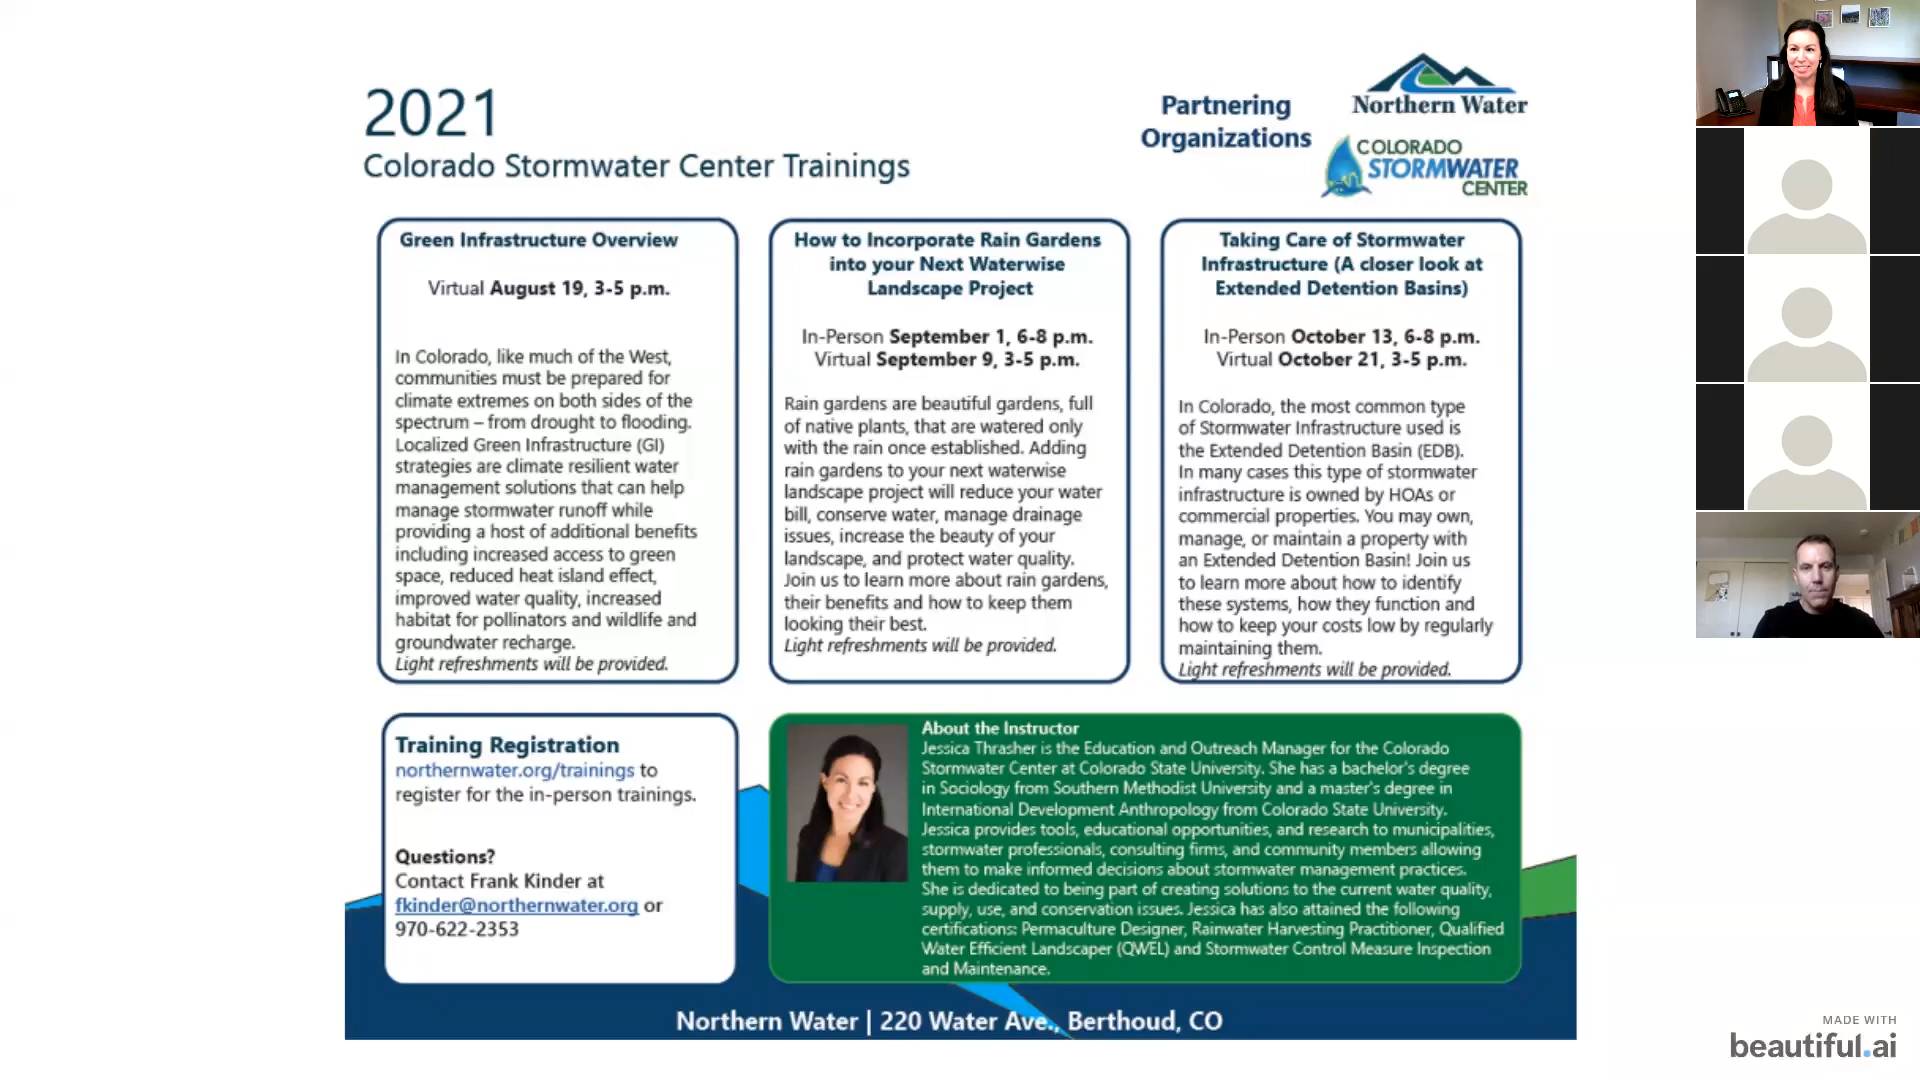 2021
Colorado Stormwater Center Trainings
Partnering
Organizations
Northern Water
COLORADO
STORMWATER
CENTER
Green Infrastructure Overview
Virtual August 19, 3-5 p.m.
In Colorado, like much of the West,
communities must be prepared for
climate extremes on both sides of the
spectrum – from drought to flooding.
Localized Green Infrastructure (GI)
strategies are climate resilient water
management solutions that can help
manage stormwater runoff while
providing a host of additional benefits
including increased access to green
space, reduced heat island effect,
improved water quality, increased
habitat for pollinators and wildlife and
groundwater recharge.
Light refreshments will be provided.
How to Incorporate Rain Gardens
into your Next Waterwise
Landscape Project
In-Person September 1, 6-8 p.m.
Virtual September 9, 3-5 p.m.
Rain gardens are beautiful gardens, full
of native plants, that are watered only
with the rain once established. Adding
rain gardens to your next waterwise
landscape project will reduce your water
bill, conserve water, manage drainage
issues, increase the beauty of your
landscape, and protect water quality.
Join us to learn more about rain gardens,
their benefits and how to keep them
looking their best.
Light refreshments will be provided.
Taking Care of Stormwater
Infrastructure (A closer look at
Extended Detention Basins)
In-Person October 13, 6-8 p.m.
Virtual October 21, 3-5 p.m.
In Colorado, the most common type
of Stormwater Infrastructure used is
the Extended Detention Basin (EDB).
In many cases this type of stormwater
infrastructure is owned by HOAs or
commercial properties. You may own,
manage, or maintain a property with
an Extended Detention Basin! Join us
to learn more about how to identify
these systems, how they function and
how to keep your costs low by regularly
maintaining them.
Light refreshments will be provided.
Training Registration
northernwater.org/trainings to
register for the in-person trainings.
Questions?
Contact Frank Kinder at
fkinder@northernwater.org or
970-622-2353
About the Instructor
Jessica Thrasher is the Education and Outreach Manager for the Colorado
Stormwater Center at Colorado State University. She has a bachelor's degree
in Sociology from Southern Methodist University and a master's degree in
International Development Anthropology from Colorado State University.
Jessica provides tools, educational opportunities, and research to municipalities,
stormwater professionals, consulting firms, and community members allowing
them to make informed decisions about stormwater management practices.
She is dedicated to being part of creating solutions to the current water quality,
supply, use, and conservation issues. Jessica has also attained the following
certifications: Permaculture Designer, Rainwater Harvesting Practitioner, Qualified
Water Efficient Landscaper (QWEL) and Stormwater Control Measure Inspection
and Maintenance.
Northern Water | 220 Water Ave., Berthoud, CO
MADE WITH
beautiful.ai